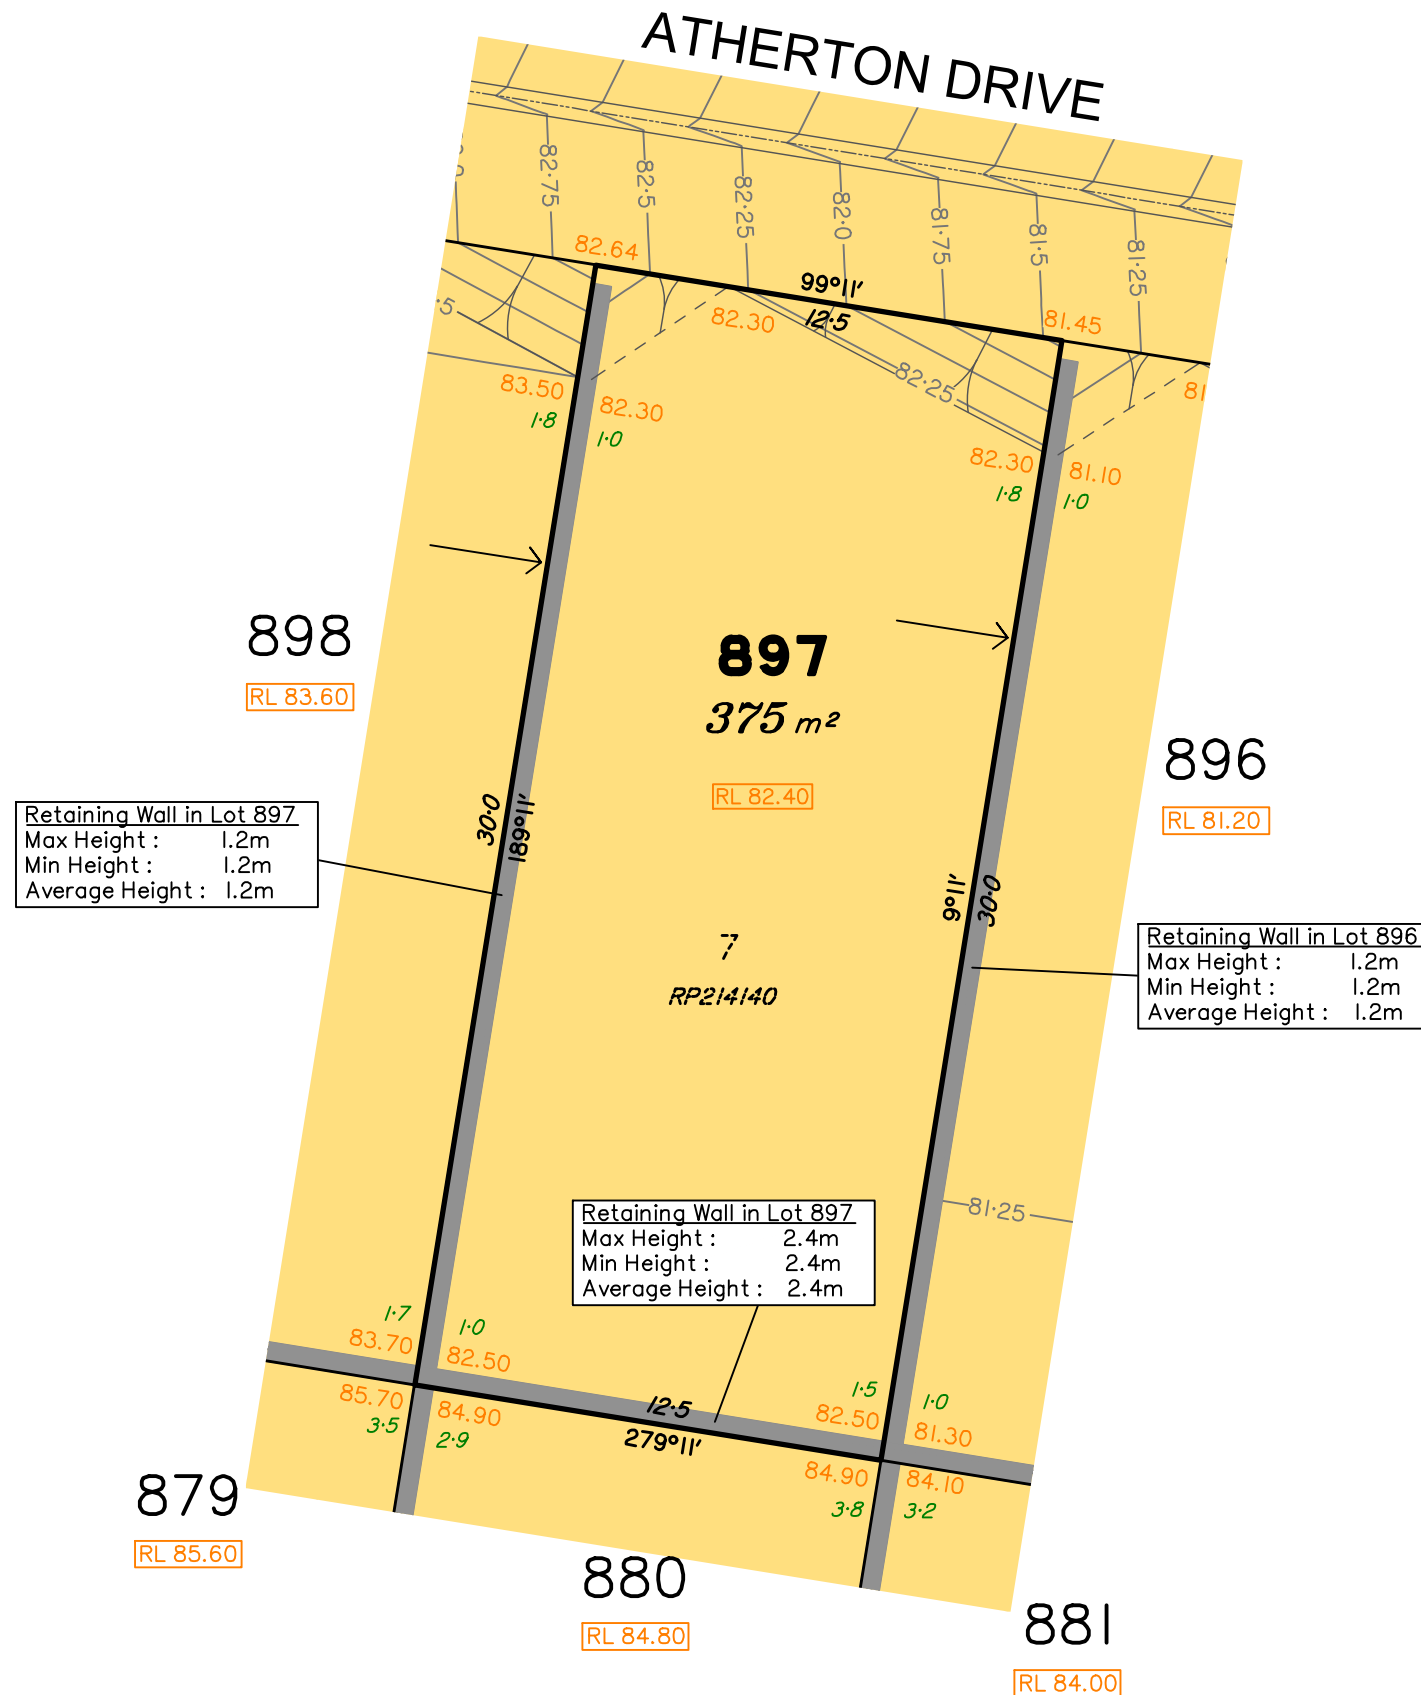 ATHERTON DRIVE
82·75
82·5
82·25
82·0
81·75
81·5
81·25
82.64
99°11'
12·5
82.30
81.45
·5
82·25
83.50
1·8
82.30
1·0
81
82.30
1·8
81.10
1·0
898
RL 83.60
897
375 m²
RL 82.40
896
RL 81.20
Retaining Wall in Lot 897
Max Height : 1.2m
Min Height : 1.2m
Average Height : 1.2m
30·0
189°11'
9°11'
30·0
7
RP214140
Retaining Wall in Lot 896
Max Height : 1.2m
Min Height : 1.2m
Average Height : 1.2m
81·25
Retaining Wall in Lot 897
Max Height : 2.4m
Min Height : 2.4m
Average Height : 2.4m
1·7
83.70
1·0
82.50
85.70
3·5
84.90
2·9
12·5
279°11'
1·5
82.50
1·0
81.30
84.90
3·8
84.10
3·2
879
RL 85.60
880
RL 84.80
881
RL 84.00